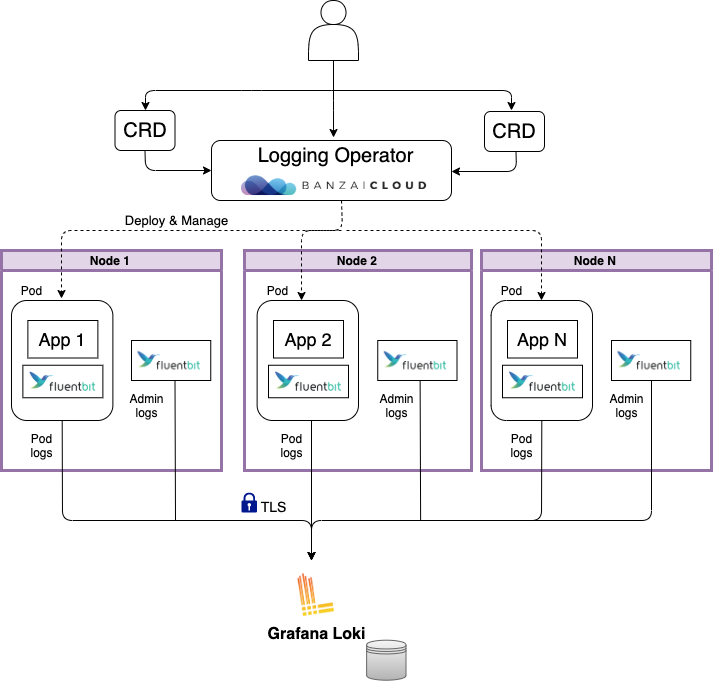 CRD
CRD
Logging Operator
BANZAICLOUD
Deploy & Manage
Node 1
Node 2
Node N
Pod
Pod
Pod
App 1
fluentbit
fluentbit
App 2
fluentbit
fluentbit
App N
fluentbit
fluentbit
Admin
logs
Admin
logs
Admin
logs
Pod
logs
Pod
logs
Pod
logs
TLS
Grafana Loki